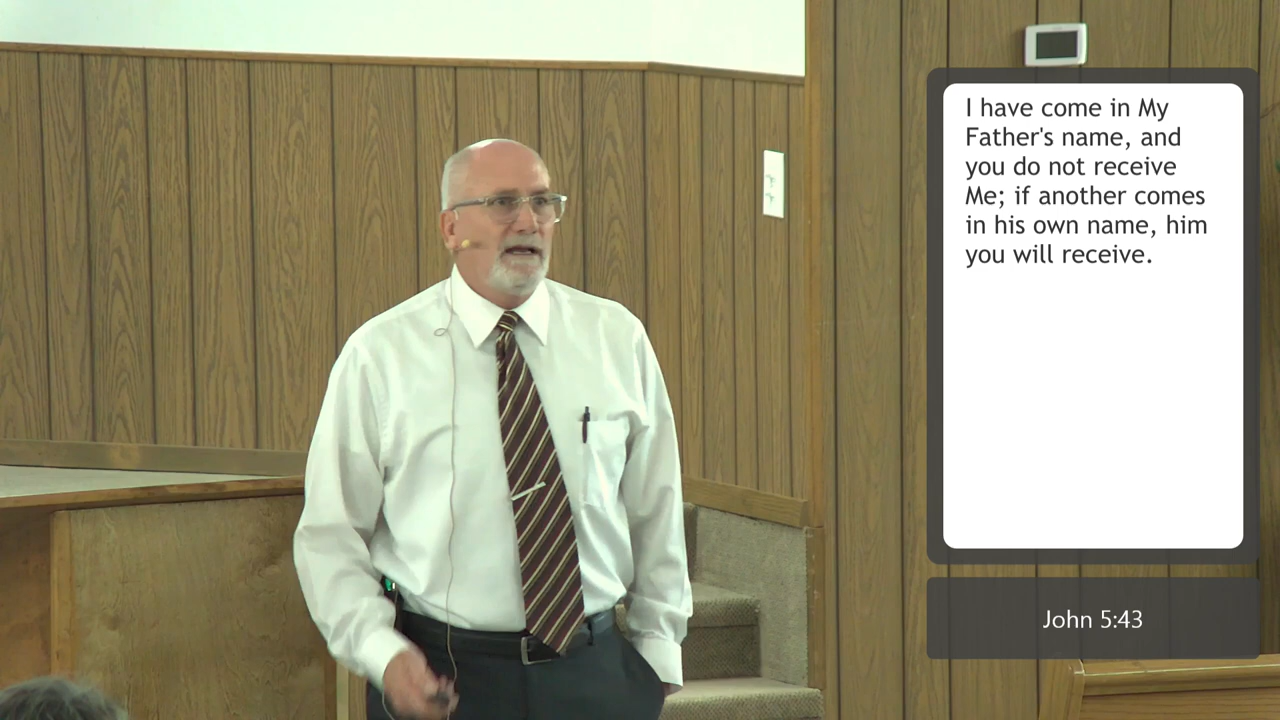 I have come in My
Father's name, and
you do not receive
Me; if another comes
in his own name, him
you will receive.
John 5:43